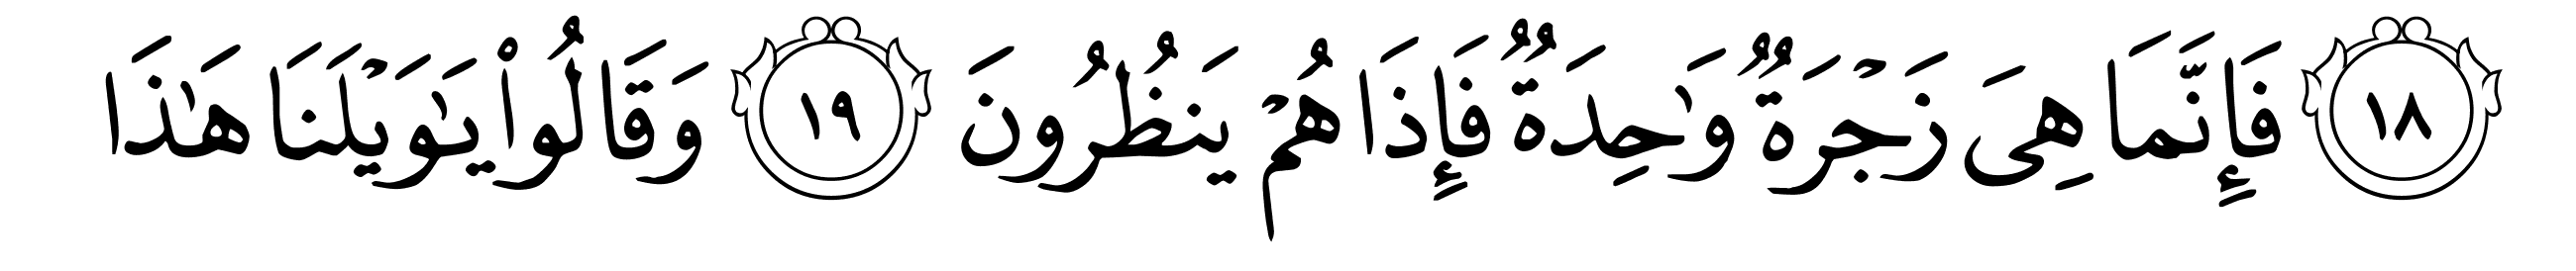 ١٨ فَإِنَّمَا هِىَ زَجْرَةٌ وَٰحِدَةٌ فَإِذَا هُمْ يَنظُرُونَ ١٩ وَقَالُوا۟ يَـٰوَيْلَنَا هَـٰذَا